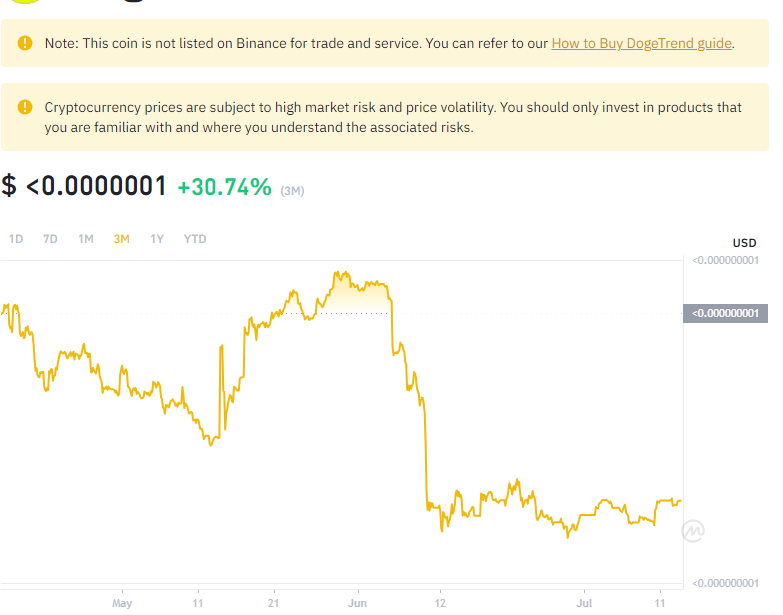 Note: This coin is not listed on Binance for trade and service. You can refer to our How to Buy DogeTrend guide.
Cryptocurrency prices are subject to high market risk and price volatility. You should only invest in products that
you are familiar with and where you understand the associated risks.
$ <0.0000001 +30.74% (3M)
1D 7D 1M 3M 1Y YTD
USD
<0.000000001
<0.000000001
<0.000000001
May 11 21 Jun 12 Jul 11